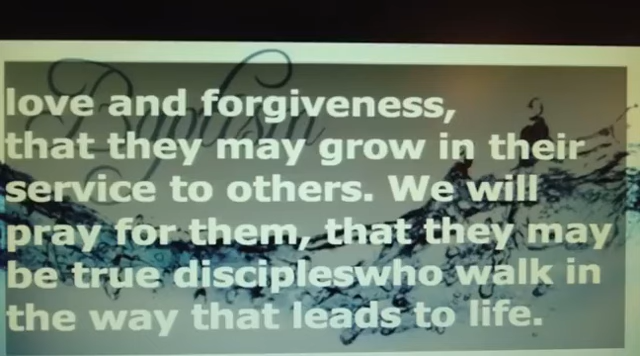 Baptism
love and forgiveness,
that they may grow in their
service to others. We will
pray for them, that they may
be true discipleswho walk in
the way that leads to life.